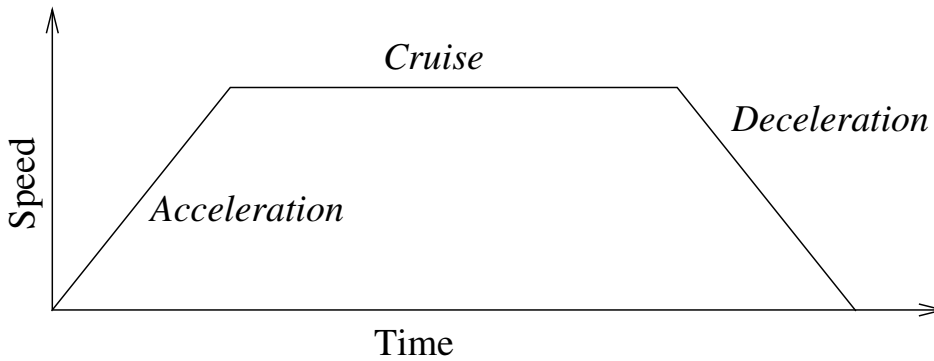 Cruise
Deceleration
Speed
Acceleration
Time